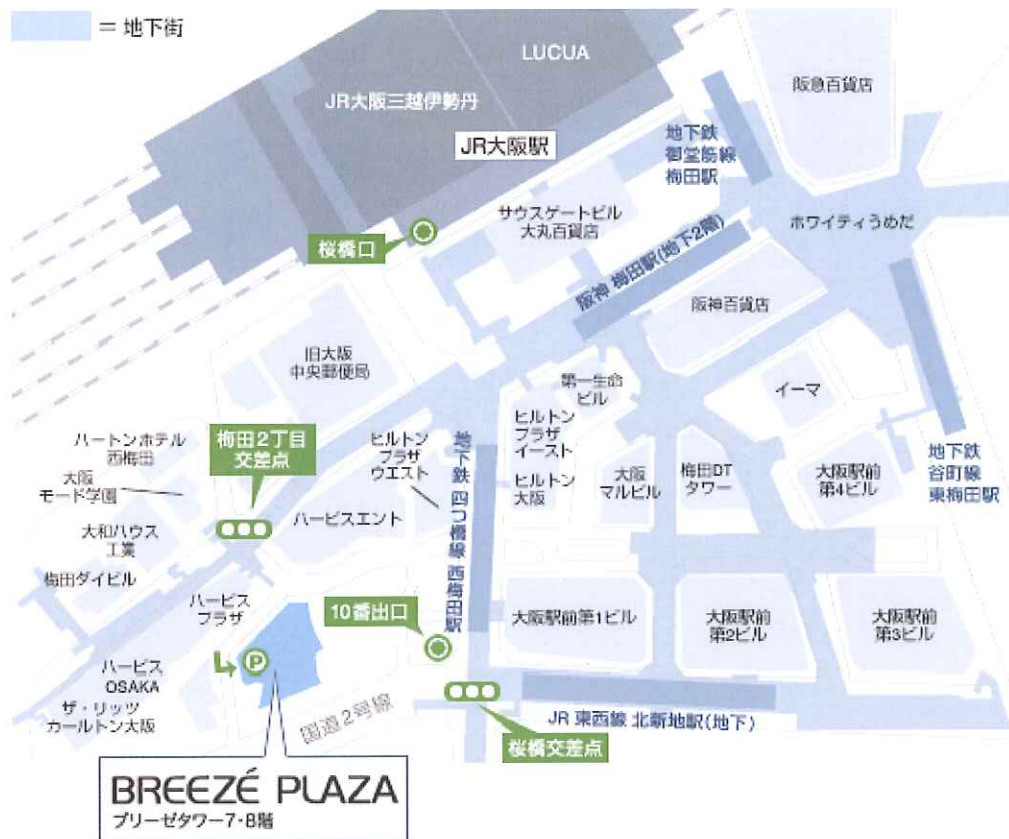 = 地下街
LUCUA
JR大阪三越伊勢丹
JR大阪駅
阪急百貨店
地下鉄
御堂筋線
梅田駅
サウスゲートビル
大丸百貨店
ホワイティうめだ
桜橋口
阪神 梅田駅(地下2階)
阪神百貨店
旧大阪
中央郵便局
第一生命
ビル
イーマ
ハートンホテル
西梅田
梅田2丁目
交差点
ヒルトン
プラザ
ウエスト
地下鉄 四つ橋線 西梅田駅
ヒルトン
プラザ
イースト
ヒルトン
大阪
大阪
マルビル
梅田DT
タワー
大阪駅前
第4ビル
地下鉄
谷町線
東梅田駅
大阪
モード学園
大和ハウス
工業
ハービスエント
梅田ダイビル
ハービス
プラザ
10番出口
大阪駅前第1ビル
大阪駅前
第2ビル
大阪駅前
第3ビル
P
ハービス
OSAKA
ザ・リッツ
カールトン大阪
国道2号線
JR 東西線 北新地駅(地下)
桜橋交差点
BREEZÉ PLAZA
ブリーゼタワー7・8階